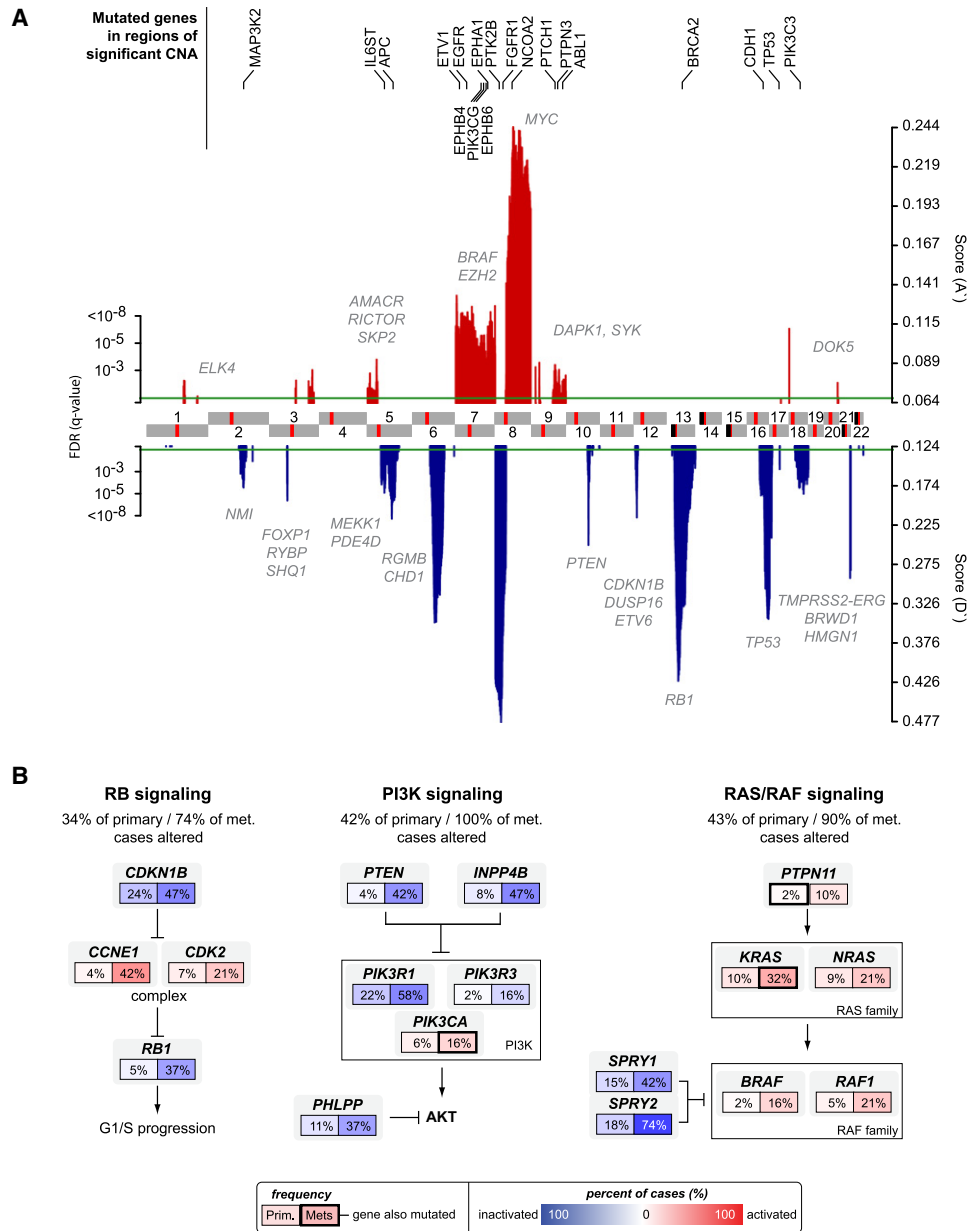 A
Mutated genes
in regions of
significant CNA
MAP3K2
IL6ST
APC
ETV1
EGFR
EPHA1
PTK2B
FGFR1
NCOA2
PTCH1
PTPN3
ABL1
BRCA2
CDH1
TP53
PIK3C3
EPHB4
PIK3CG
EPHB6
MYC
BRAF
EZH2
AMACR
RICTOR
SKP2
ELK4
DAPK1, SYK
DOK5
0.244
0.219
0.193
0.167
0.141
0.115
0.089
0.064
Score (A`)
<10-8
10-5
10-3
FDR (q-value)
1 3 5 7 9 11 13 15 17 19 21
2 4 6 8 10 12 14 16 18 20 22
10-3
10-5
<10-8
0.124
0.174
0.225
0.275
0.326
0.376
0.426
0.477
Score (D`)
NMI
FOXP1
RYBP
SHQ1
MEKK1
PDE4D
RGMB
CHD1
PTEN
CDKN1B
DUSP16
ETV6
RB1
TP53
TMPRSS2-ERG
BRWD1
HMGN1
B
RB signaling
34% of primary / 74% of met.
cases altered
CDKN1B
24% 47%
CCNE1 CDK2
4% 42% 7% 21%
complex
RB1
5% 37%
G1/S progression
PI3K signaling
42% of primary / 100% of met.
cases altered
PTEN INPP4B
4% 42% 8% 47%
PIK3R1 PIK3R3
22% 58% 2% 16%
PIK3CA
6% 16%
PI3K
PHLPP
11% 37%
AKT
RAS/RAF signaling
43% of primary / 90% of met.
cases altered
PTPN11
2% 10%
KRAS NRAS
10% 32% 9% 21%
RAS family
SPRY1
15% 42%
SPRY2
18% 74%
BRAF RAF1
2% 16% 5% 21%
RAF family
frequency
Prim. Mets gene also mutated
percent of cases (%)
inactivated 100 0 100 activated